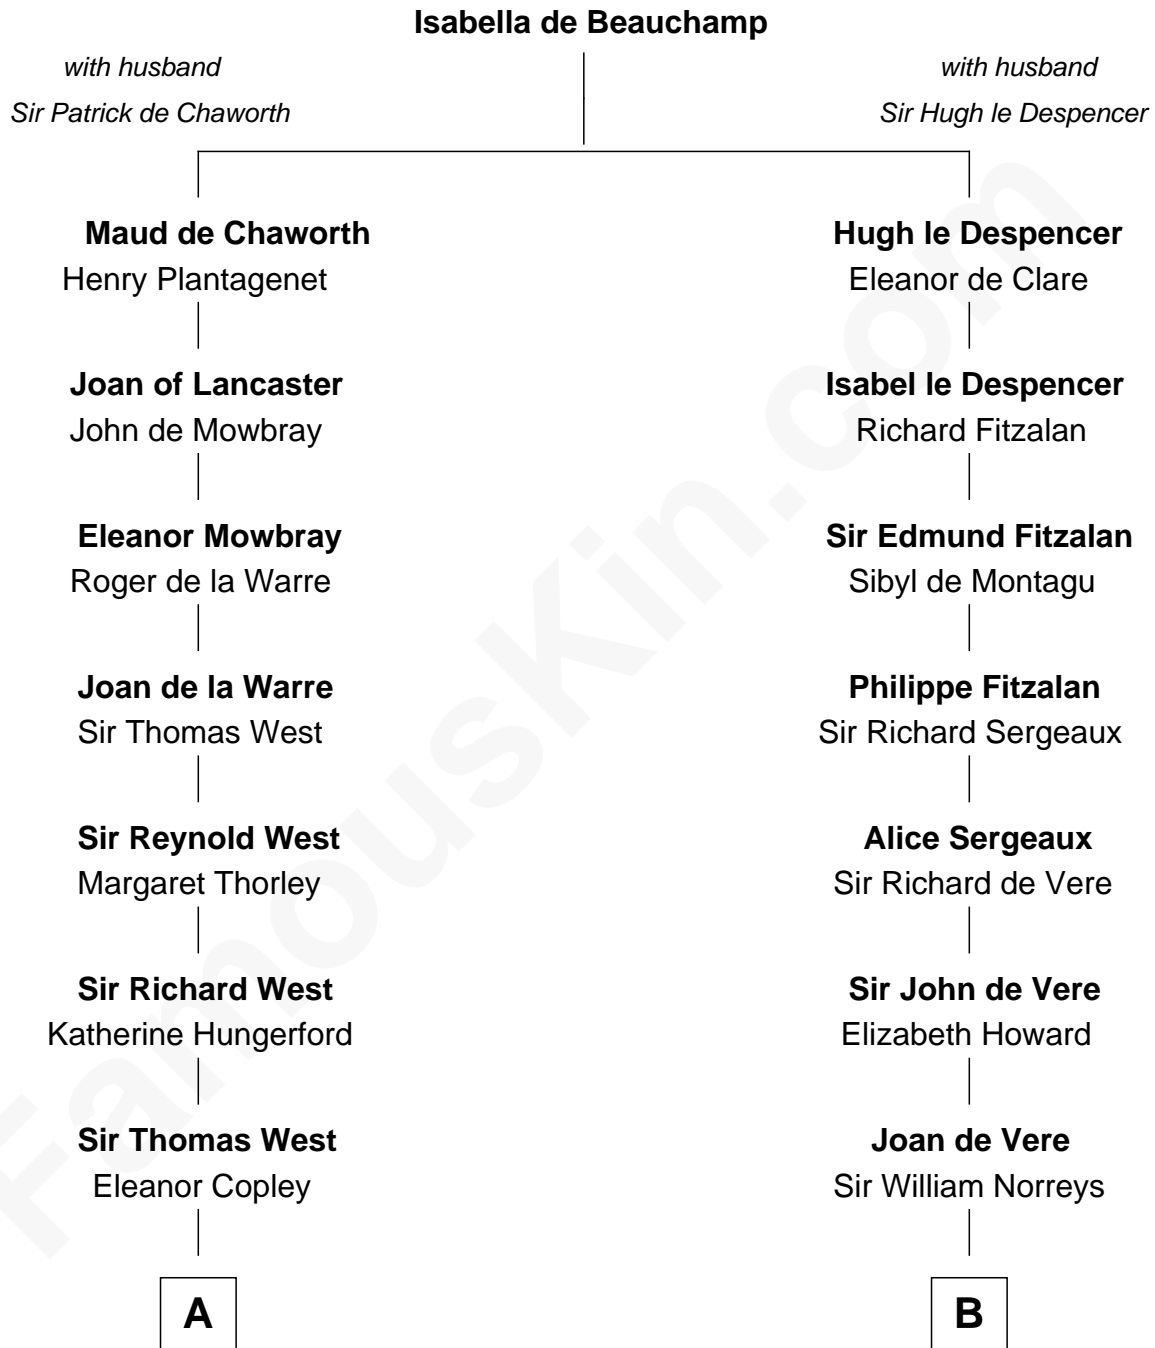 Isabella de Beauchamp
with husband
Sir Patrick de Chaworth
with husband
Sir Hugh le Despencer
Maud de Chaworth
Henry Plantagenet
Hugh le Despencer
Eleanor de Clare
Joan of Lancaster
John de Mowbray
Isabel le Despencer
Richard Fitzalan
Eleanor Mowbray
Roger de la Warre
Sir Edmund Fitzalan
Sibyl de Montagu
Joan de la Warre
Sir Thomas West
Philippe Fitzalan
Sir Richard Sergeaux
Sir Reynold West
Margaret Thorley
Alice Sergeaux
Sir Richard de Vere
Sir Richard West
Katherine Hungerford
Sir John de Vere
Elizabeth Howard
Sir Thomas West
Eleanor Copley
Joan de Vere
Sir William Norreys
A
B
FamousKin.com